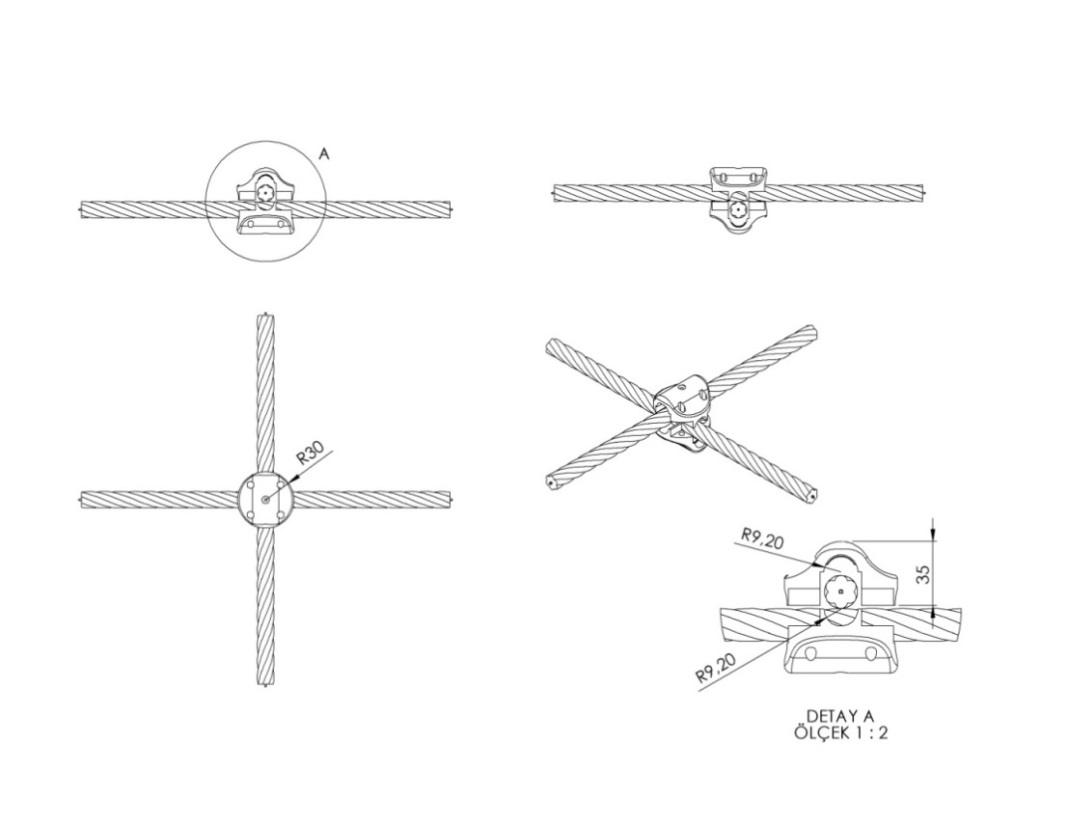 A
R30
R9,20
35
R9,20
DETAY A
ÖLÇEK 1 : 2